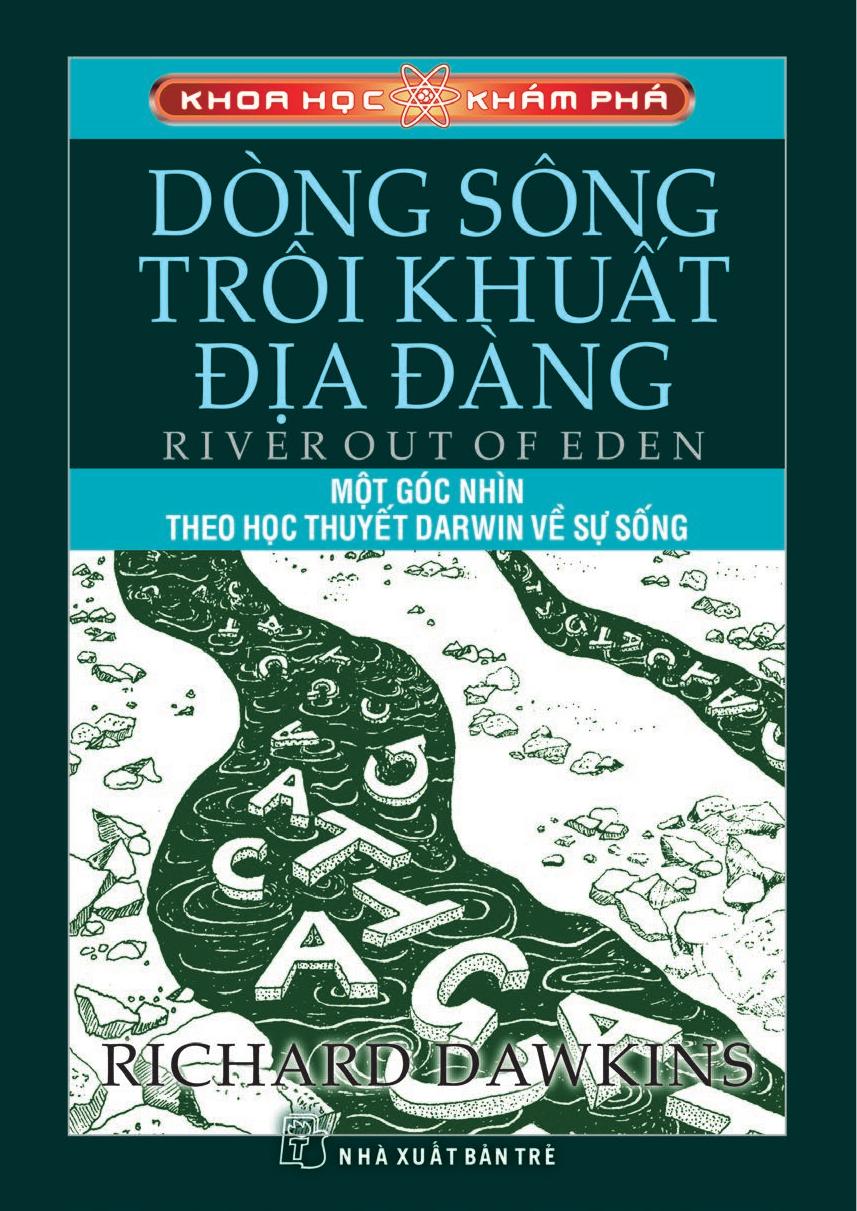 KHOA HỌC KHÁM PHÁ
DÒNG SÔNG
TRÔI KHUẤT
ĐỊA ĐÀNG
RIVER OUT OF EDEN
MỘT GÓC NHÌN
THEO HỌC THUYẾT DARWIN VỀ SỰ SỐNG
A G
C T
T
A G
A
RICHARD DAWKINS
NHÀ XUẤT BẢN TRẺ